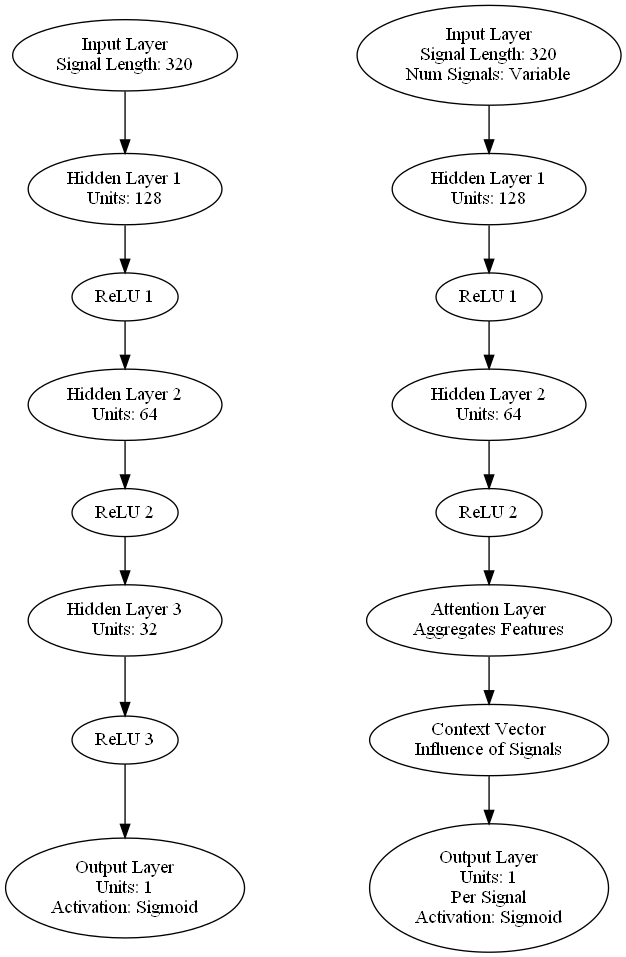 Input Layer
Signal Length: 320
Hidden Layer 1
Units: 128
ReLU 1
Hidden Layer 2
Units: 64
ReLU 2
Hidden Layer 3
Units: 32
ReLU 3
Output Layer
Units: 1
Activation: Sigmoid
Input Layer
Signal Length: 320
Num Signals: Variable
Hidden Layer 1
Units: 128
ReLU 1
Hidden Layer 2
Units: 64
ReLU 2
Attention Layer
Aggregates Features
Context Vector
Influence of Signals
Output Layer
Units: 1
Per Signal
Activation: Sigmoid